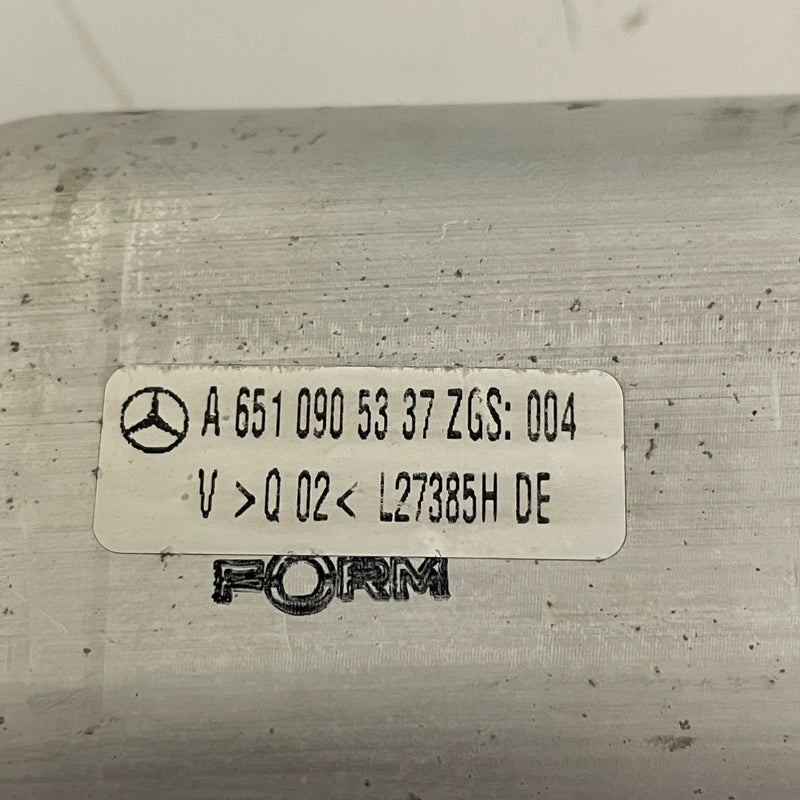 A 651 090 53 37 ZGS: 004
V >Q 02< L27385H DE
FORM